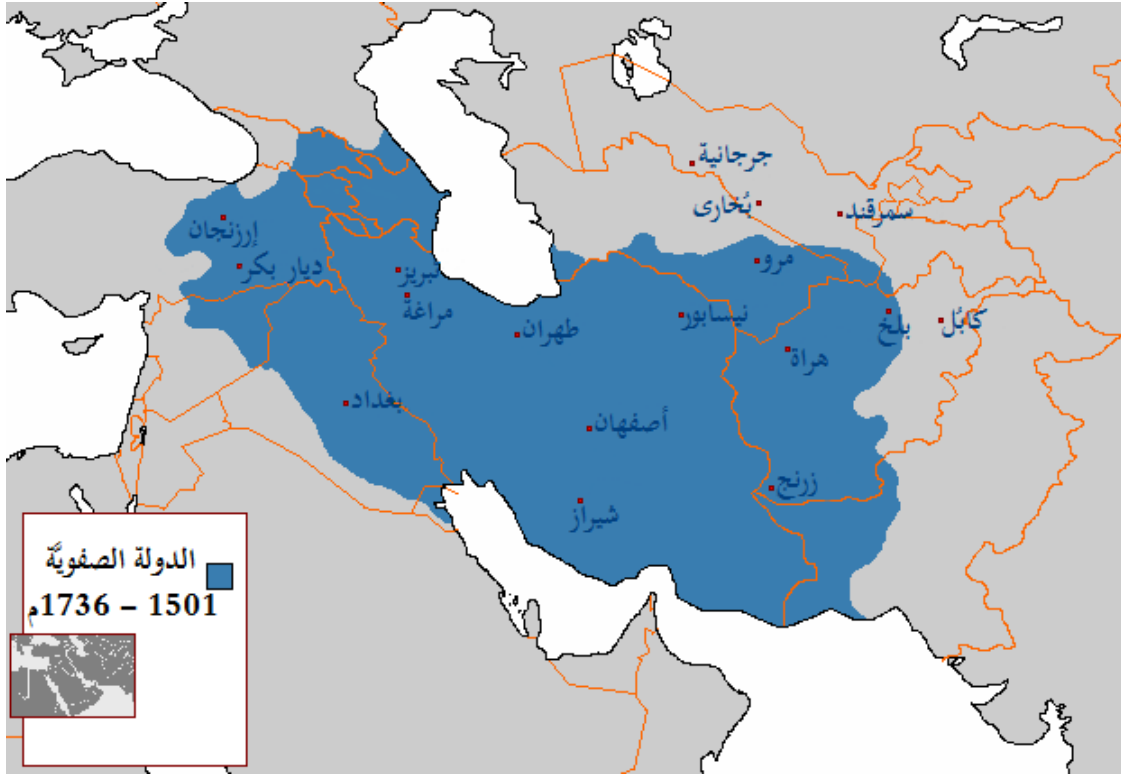 جرجانية
بُخارى
سمرقند
إرزنجان
ديار بكر
تبريز
مراغة
مرو
نيسابور
طهران
بلخ
كابُل
هراة
بغداد
أصفهان
زرنج
شيراز
الدولة الصفويَّة
1501 – 1736م